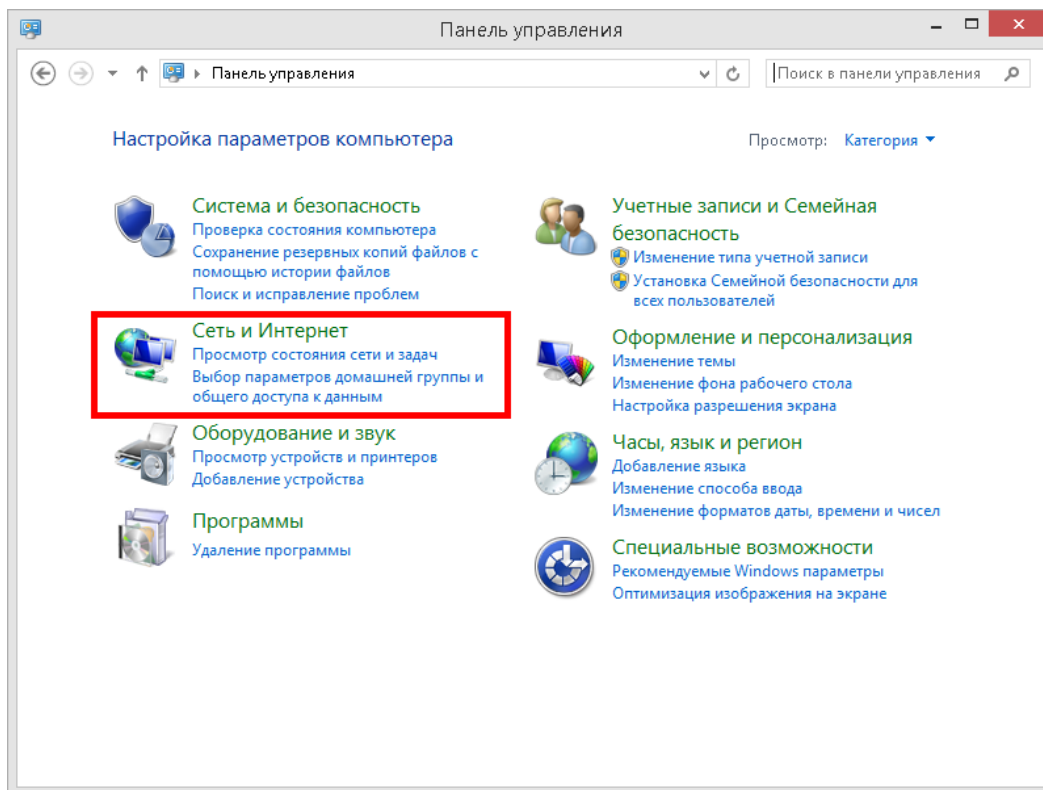 Панель управления
Панель управления
Поиск в панели управления
Настройка параметров компьютера
Просмотр: Категория
Система и безопасность
Проверка состояния компьютера
Сохранение резервных копий файлов с
помощью истории файлов
Поиск и исправление проблем
Сеть и Интернет
Просмотр состояния сети и задач
Выбор параметров домашней группы и
общего доступа к данным
Оборудование и звук
Просмотр устройств и принтеров
Добавление устройства
Программы
Удаление программы
Учетные записи и Семейная
безопасность
Изменение типа учетной записи
Установка Семейной безопасности для
всех пользователей
Оформление и персонализация
Изменение темы
Изменение фона рабочего стола
Настройка разрешения экрана
Часы, язык и регион
Добавление языка
Изменение способа ввода
Изменение форматов даты, времени и чисел
Специальные возможности
Рекомендуемые Windows параметры
Оптимизация изображения на экране